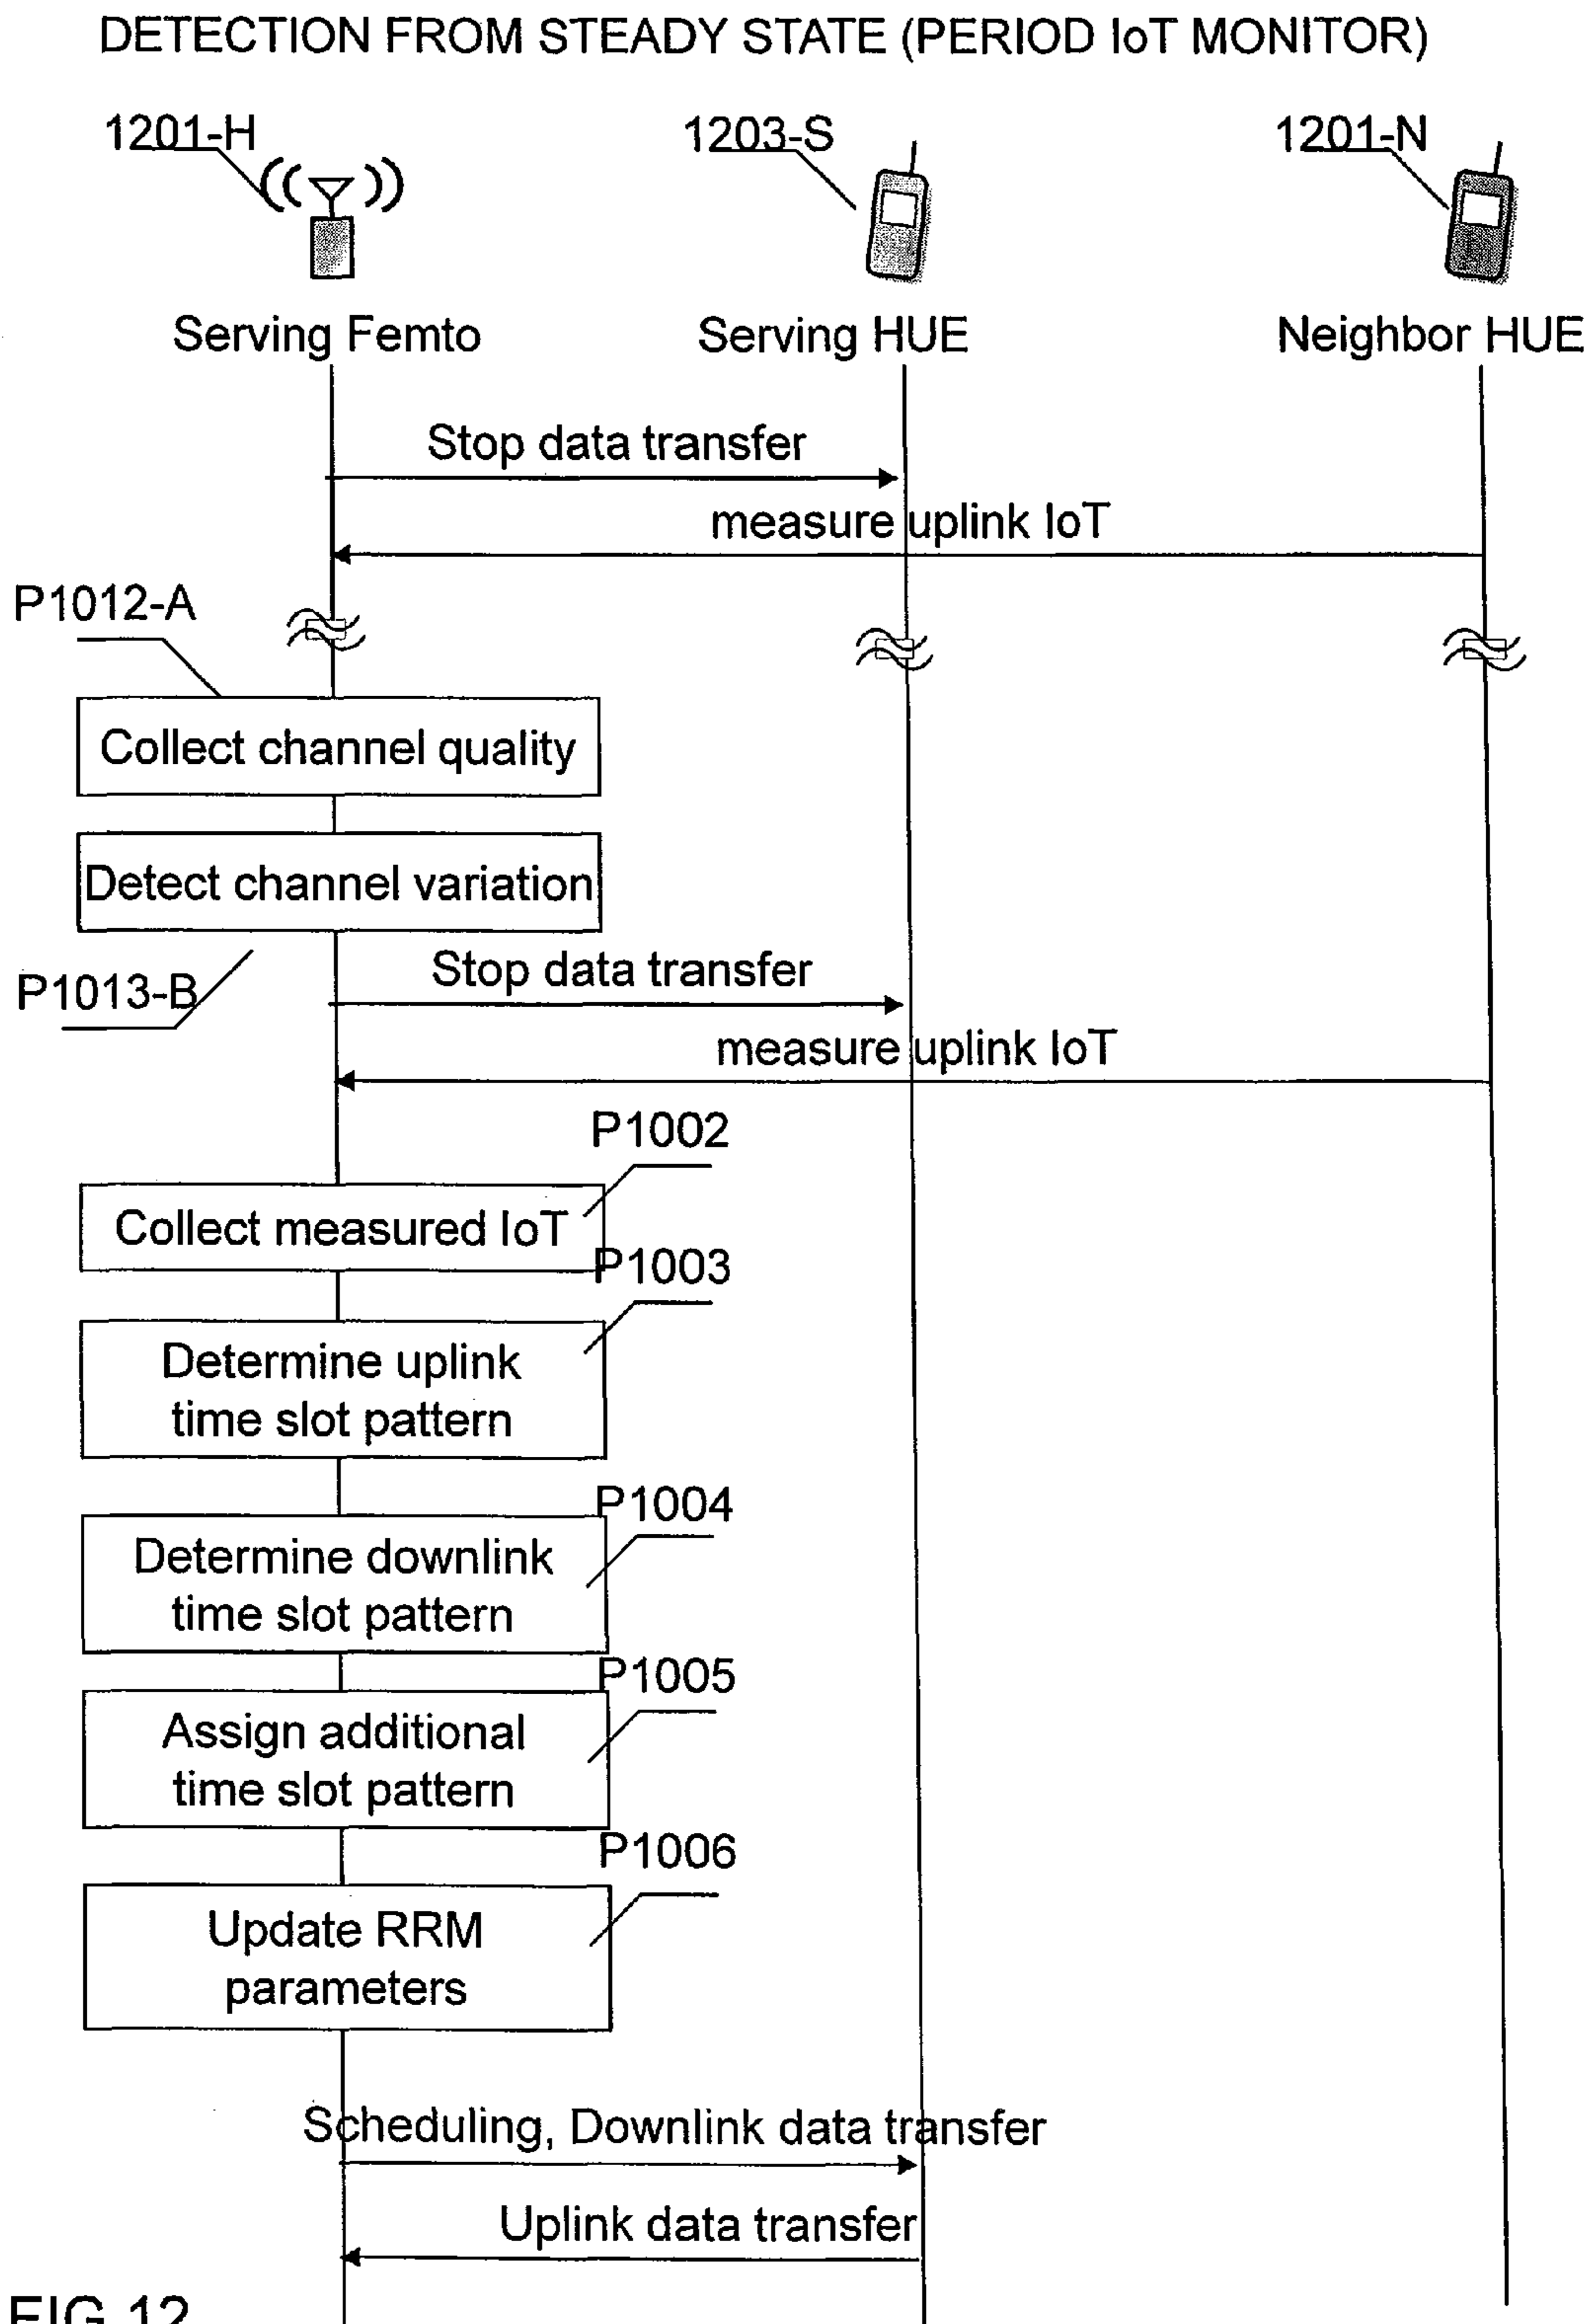 DETECTION FROM STEADY STATE (PERIOD IoT MONITOR)
1201-H
1203-S
1201-N
Serving Femto
Serving HUE
Neighbor HUE
Stop data transfer
measure uplink IoT
P1012-A
Collect channel quality
Detect channel variation
P1013-B
Stop data transfer
measure uplink IoT
P1002
Collect measured IoT
P1003
Determine uplink
time slot pattern
P1004
Determine downlink
time slot pattern
P1005
Assign additional
time slot pattern
P1006
Update RRM
parameters
Scheduling, Downlink data transfer
Uplink data transfer
FIG 12